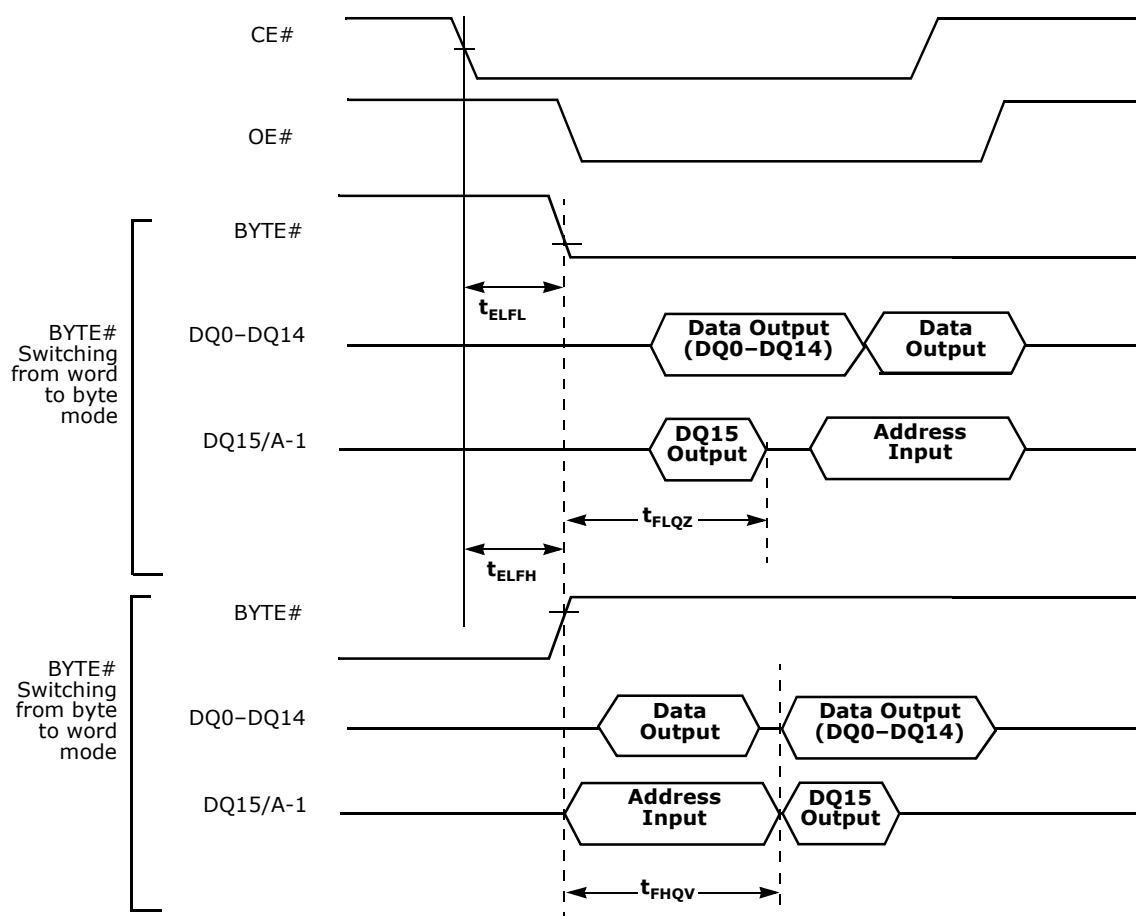 CE#
OE#
BYTE#
Switching
from word
to byte
mode
BYTE#
tELFL
DQ0–DQ14
Data Output
(DQ0–DQ14)
Data
Output
DQ15/A-1
DQ15
Output
Address
Input
tFLQZ
tELFH
BYTE#
Switching
from byte
to word
mode
BYTE#
DQ0–DQ14
Data
Output
Data Output
(DQ0–DQ14)
DQ15/A-1
Address
Input
DQ15
Output
tFHQV